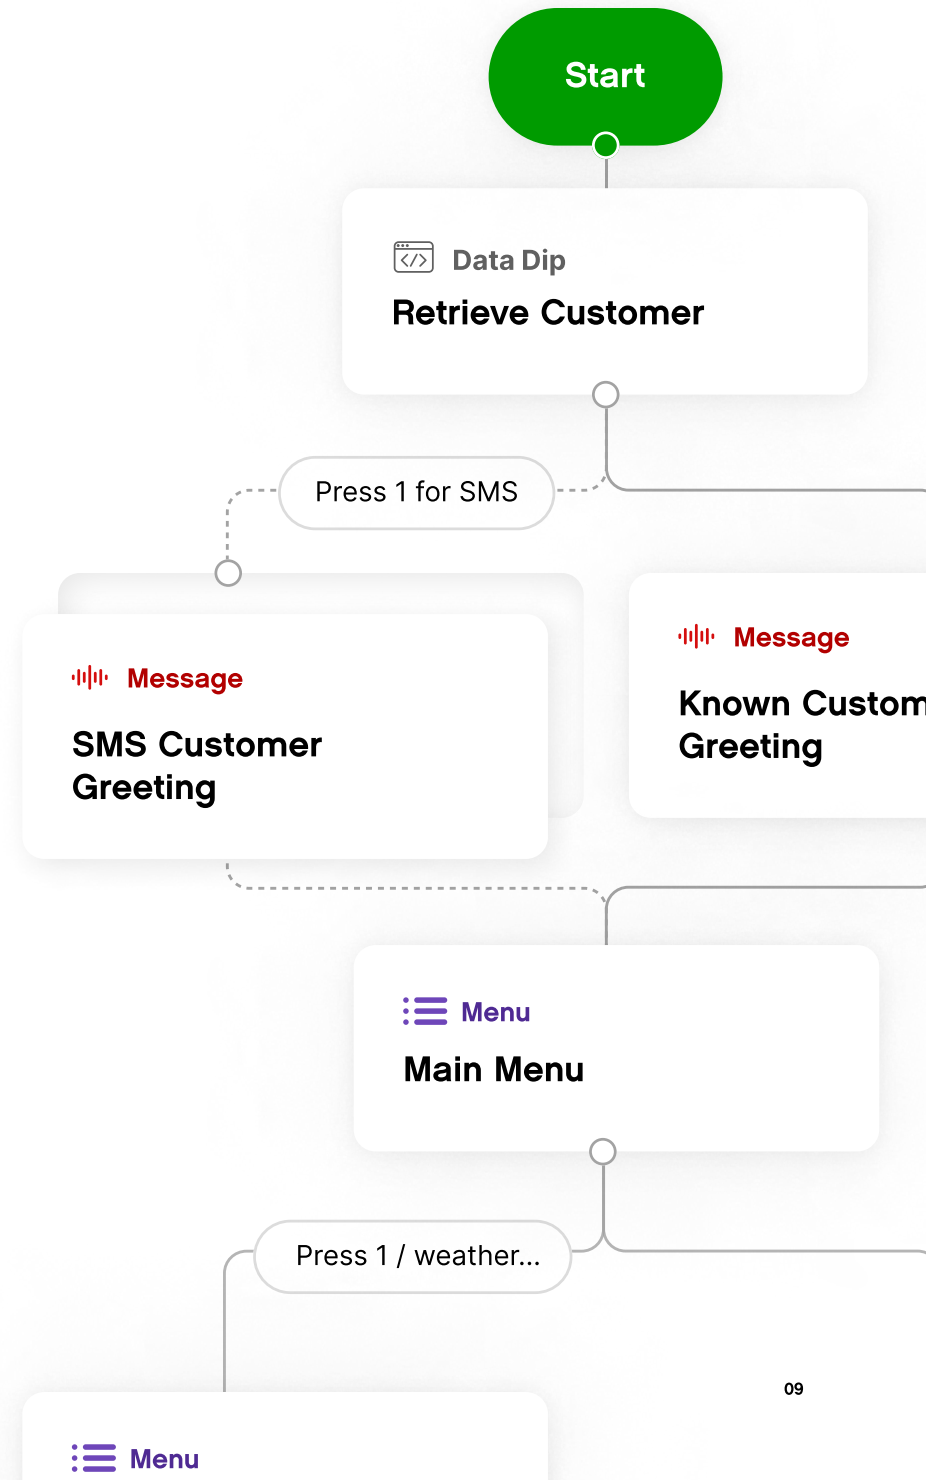 Start
Data Dip
Retrieve Customer
Press 1 for SMS
Message
SMS Customer
Greeting
Message
Known Custom
Greeting
Menu
Main Menu
Press 1 / weather...
09
Menu